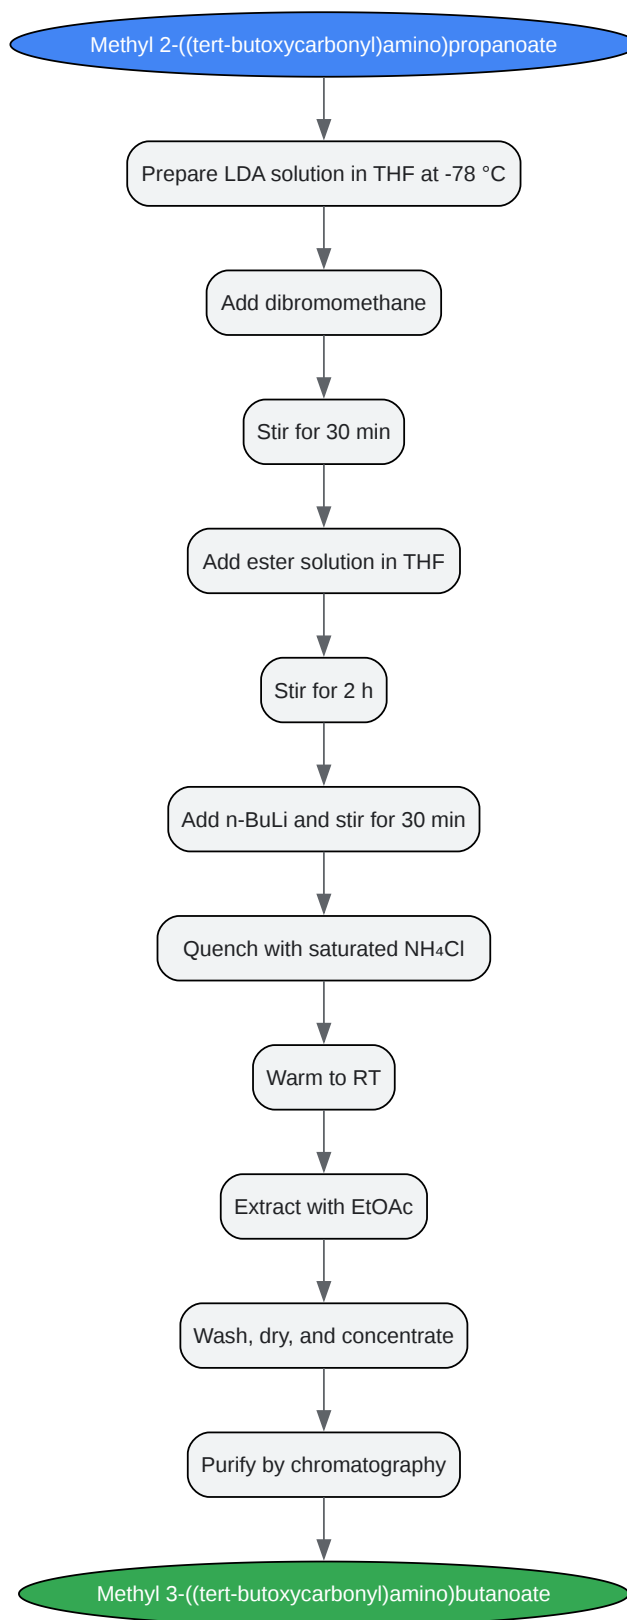 Methyl 2-((tert-butoxycarbonyl)amino)propanoate
Prepare LDA solution in THF at -78 °C
Add dibromomethane
Stir for 30 min
Add ester solution in THF
Stir for 2 h
Add n-BuLi and stir for 30 min
Quench with saturated NH₄Cl
Warm to RT
Extract with EtOAc
Wash, dry, and concentrate
Purify by chromatography
Methyl 3-((tert-butoxycarbonyl)amino)butanoate